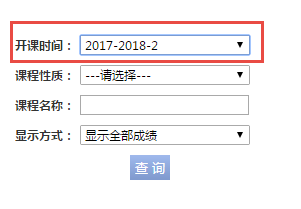 开课时间： 2017-2018-2
课程性质： ---请选择---
课程名称：
显示方式： 显示全部成绩
查 询